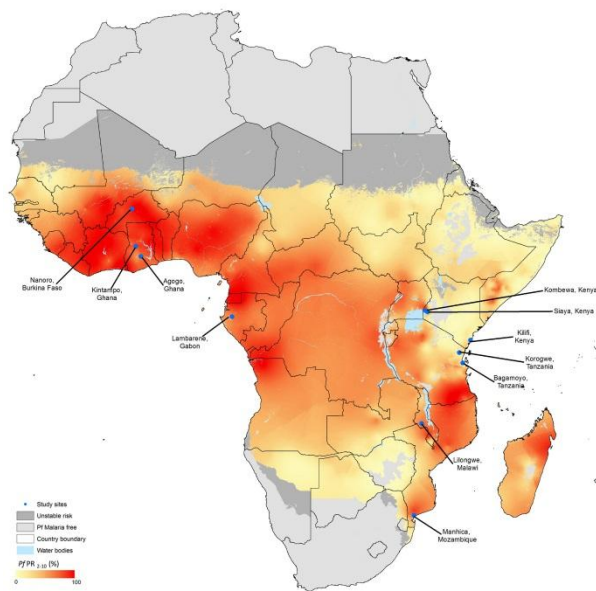 Nanoro,
Burkina Faso
Kintampo,
Ghana
Agogo,
Ghana
Lambarene,
Gabon
Kombewa, Kenya
Siaya, Kenya
Kilifi,
Kenya
Korogwe,
Tanzania
Bagamoyo,
Tanzania
Lilongwe,
Malawi
Manhica,
Mozambique
Study sites
Unstable risk
Pf Malaria free
Country boundary
Water bodies
Pf PR 2-10 (%)
0 100